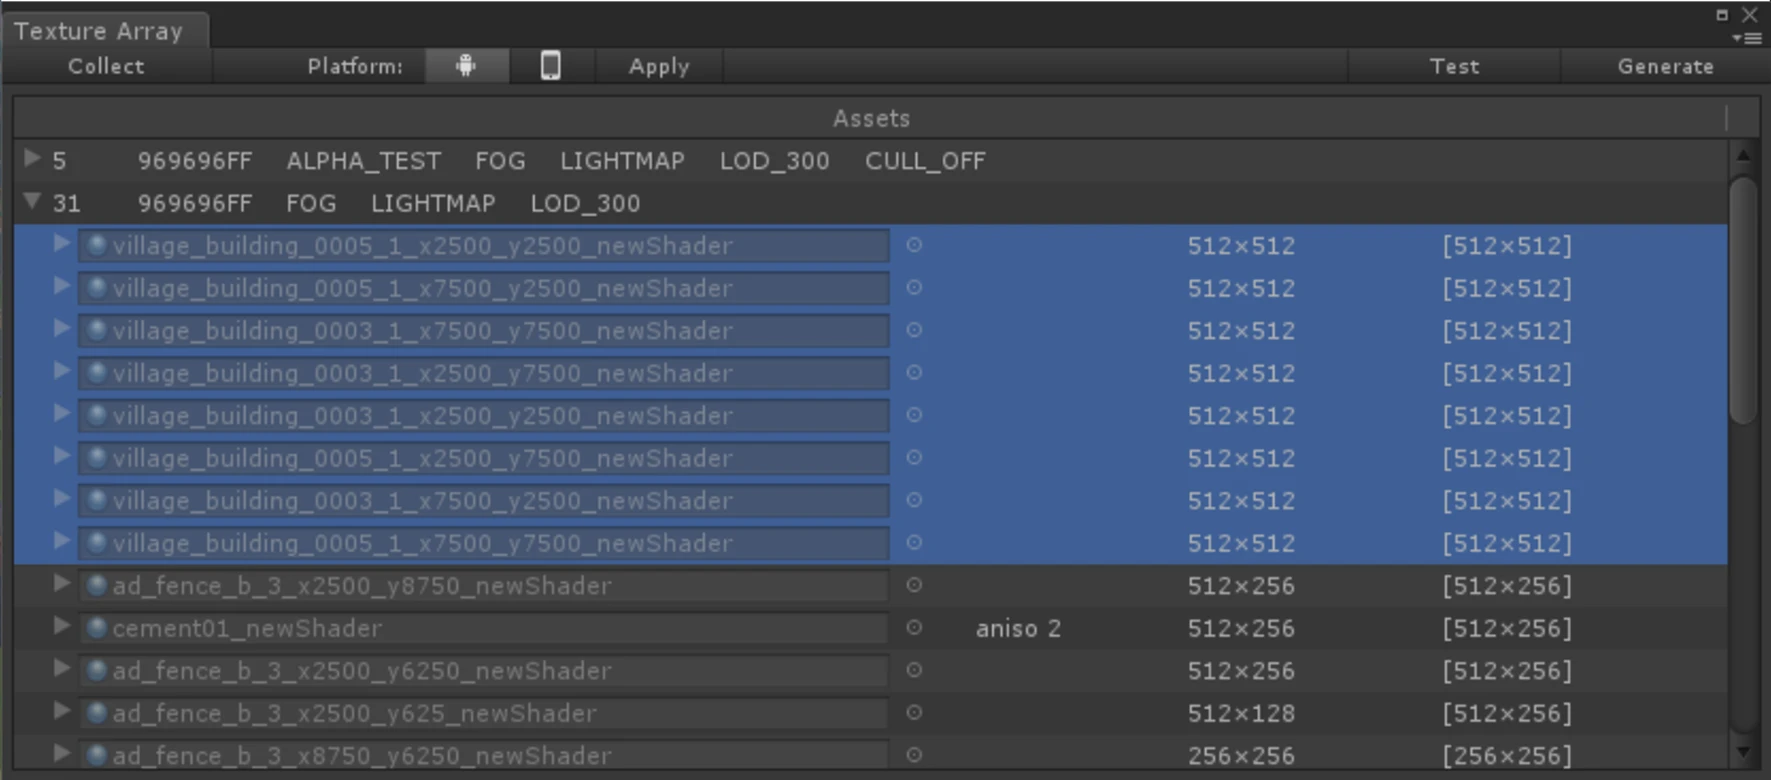 Texture Array
Collect Platform: Apply Test Generate
Assets
5 969696FF ALPHA_TEST FOG LIGHTMAP LOD_300 CULL_OFF
31 969696FF FOG LIGHTMAP LOD_300
village_building_0005_1_x2500_y2500_newShader 512×512 [512×512]
village_building_0005_1_x7500_y2500_newShader 512×512 [512×512]
village_building_0003_1_x7500_y7500_newShader 512×512 [512×512]
village_building_0003_1_x2500_y7500_newShader 512×512 [512×512]
village_building_0003_1_x2500_y2500_newShader 512×512 [512×512]
village_building_0005_1_x2500_y7500_newShader 512×512 [512×512]
village_building_0003_1_x7500_y2500_newShader 512×512 [512×512]
village_building_0005_1_x7500_y7500_newShader 512×512 [512×512]
ad_fence_b_3_x2500_y8750_newShader 512×256 [512×256]
cement01_newShader aniso 2 512×256 [512×256]
ad_fence_b_3_x2500_y6250_newShader 512×256 [512×256]
ad_fence_b_3_x2500_y625_newShader 512×128 [512×256]
ad_fence_b_3_x8750_y6250_newShader 256×256 [256×256]